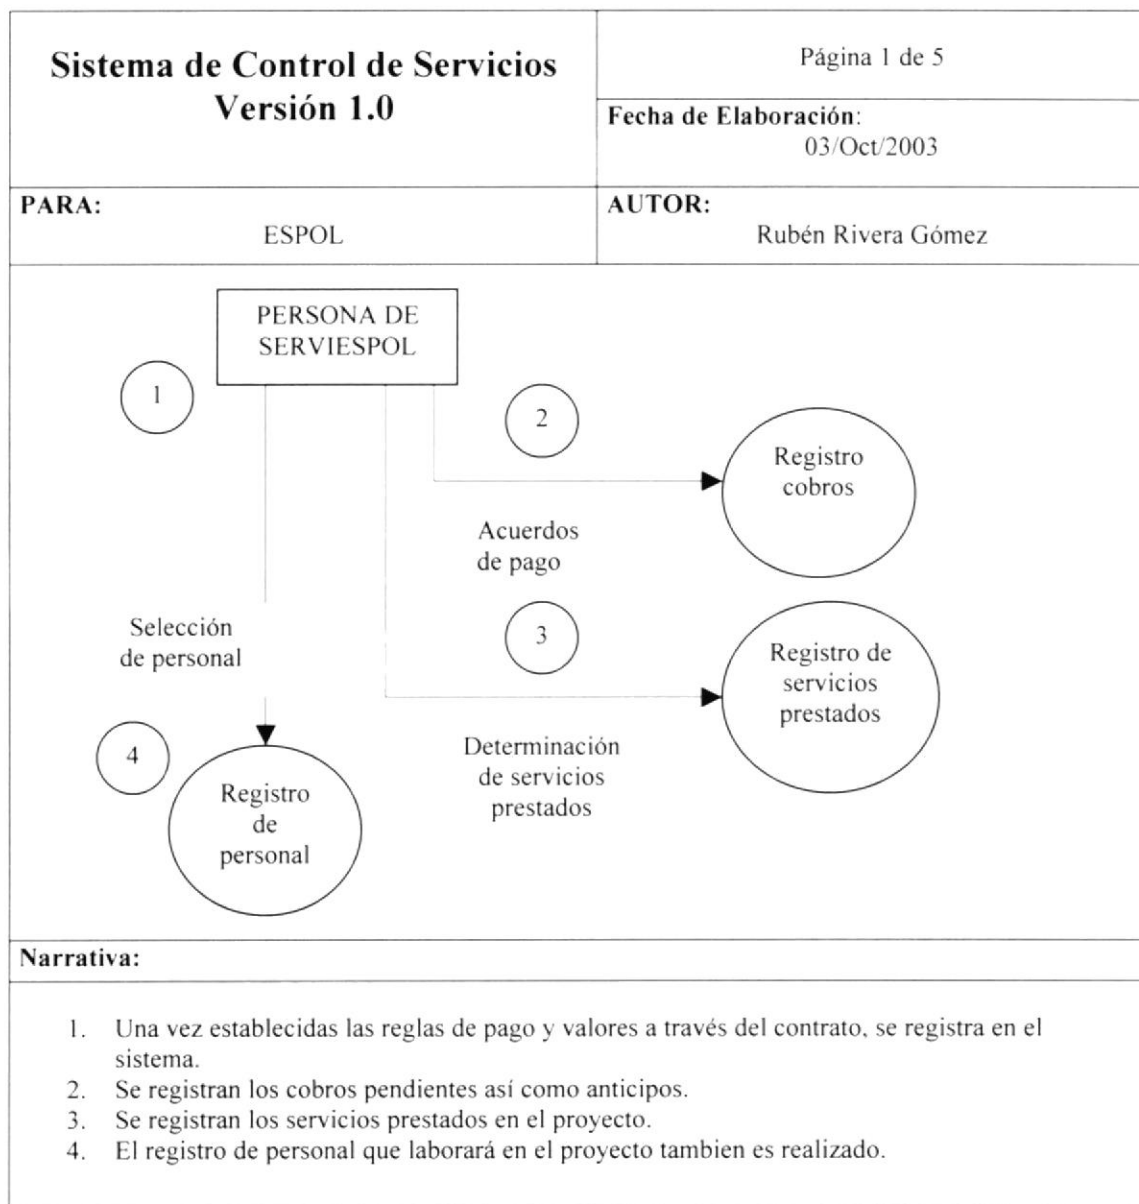 Sistema de Control de Servicios
Versión 1.0
Página 1 de 5
Fecha de Elaboración:
03/Oct/2003
PARA:
ESPOL
AUTOR:
Rubén Rivera Gómez
PERSONA DE
SERVIESPOL
1
2
Registro
cobros
Acuerdos
de pago
Selección
de personal
3
Registro de
servicios
prestados
Determinación
de servicios
prestados
4
Registro
de
personal
Narrativa:
1. Una vez establecidas las reglas de pago y valores a través del contrato, se registra en el
sistema.
2. Se registran los cobros pendientes así como anticipos.
3. Se registran los servicios prestados en el proyecto.
4. El registro de personal que laborará en el proyecto tambien es realizado.